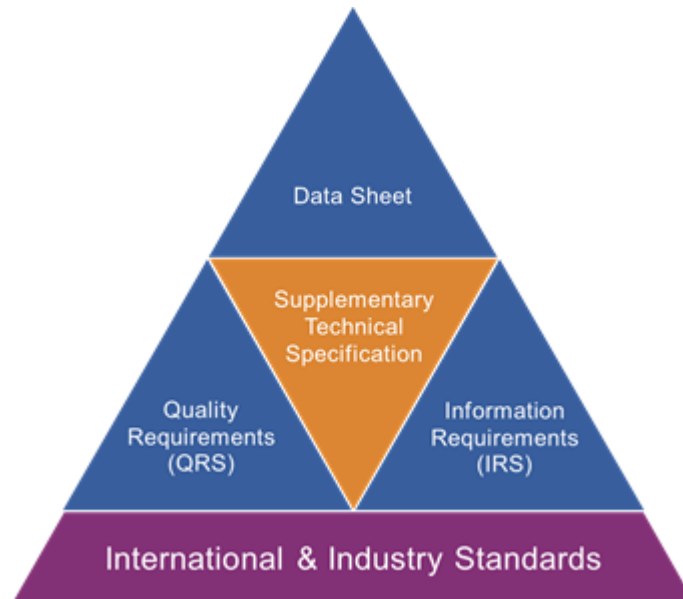 Data Sheet
Supplementary
Technical
Specification
Quality
Requirements
(QRS)
Information
Requirements
(IRS)
International & Industry Standards